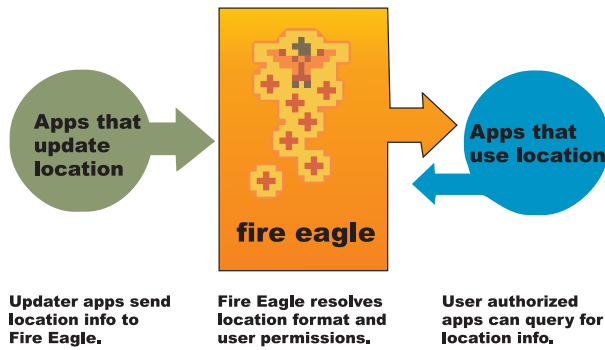 Apps that
update
location
fire eagle
Apps that
use location
Updater apps send
location info to
Fire Eagle.
Fire Eagle resolves
location format and
user permissions.
User authorized
apps can query for
location info.